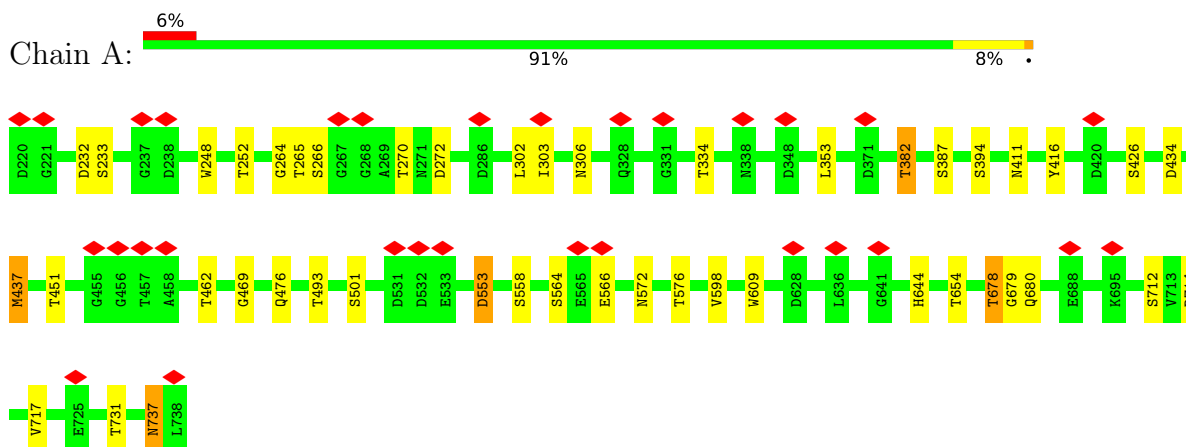 6%
Chain A:
91% 8% •
D220 G221 D232 S233 G237 D238 W248 T252 G264 T265 S266 G267 G268 A269 T270 N271 D272 D286 L302 I303 N306 Q328 G331 T334 N338 D348 L353 D371 T382 S387 S394 N411 Y416 D420 S426 D434
M437 T451 G455 G456 T457 A458 T462 G469 Q476 T493 S501 D531 D532 E533 D553 S558 S564 E565 E566 N572 T576 V598 W609 D628 L636 G641 H644 T654 T678 G679 Q680 E688 K695 S712 V713
V717 E725 T731 N737 L738